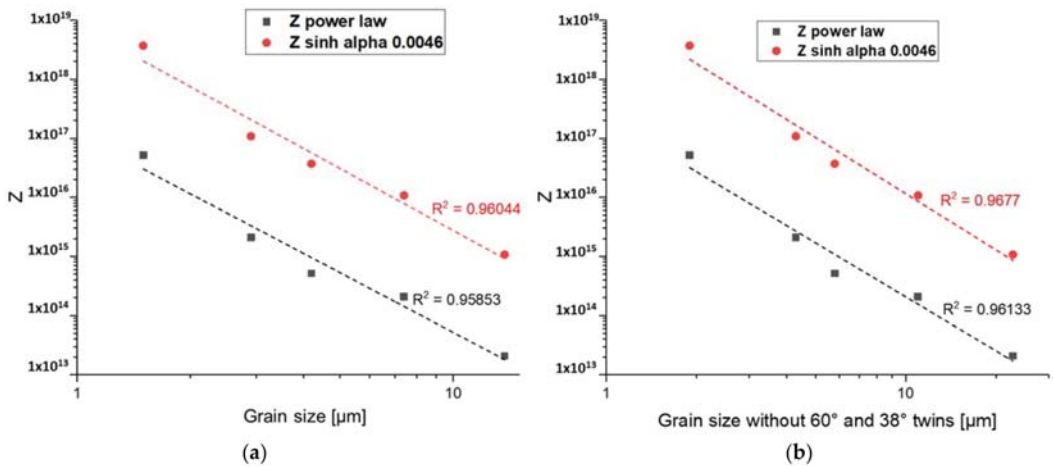 1x10^19
1x10^18
1x10^17
1x10^16
1x10^15
1x10^14
1x10^13
Z
Z power law
Z sinh alpha 0.0046
R² = 0.96044
R² = 0.95853
1
10
Grain size [µm]
(a)
1x10^19
1x10^18
1x10^17
1x10^16
1x10^15
1x10^14
1x10^13
Z
Z power law
Z sinh alpha 0.0046
R² = 0.9677
R² = 0.96133
1
10
Grain size without 60° and 38° twins [µm]
(b)